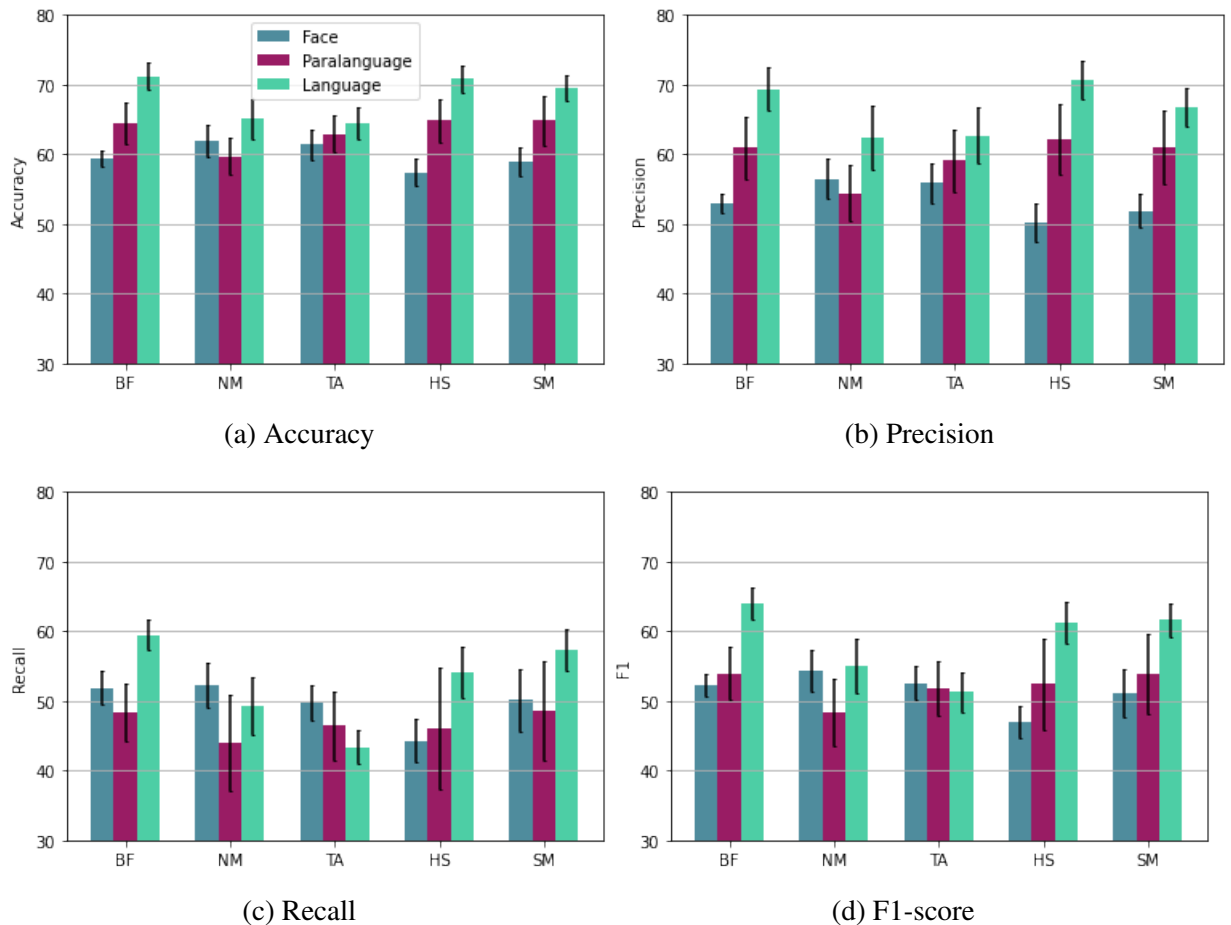 80
70
60
50
40
30
Accuracy
Face
Paralanguage
Language
BF NM TA HS SM
(a) Accuracy
80
70
60
50
40
30
Precision
BF NM TA HS SM
(b) Precision
80
70
60
50
40
30
Recall
BF NM TA HS SM
(c) Recall
80
70
60
50
40
30
F1
BF NM TA HS SM
(d) F1-score